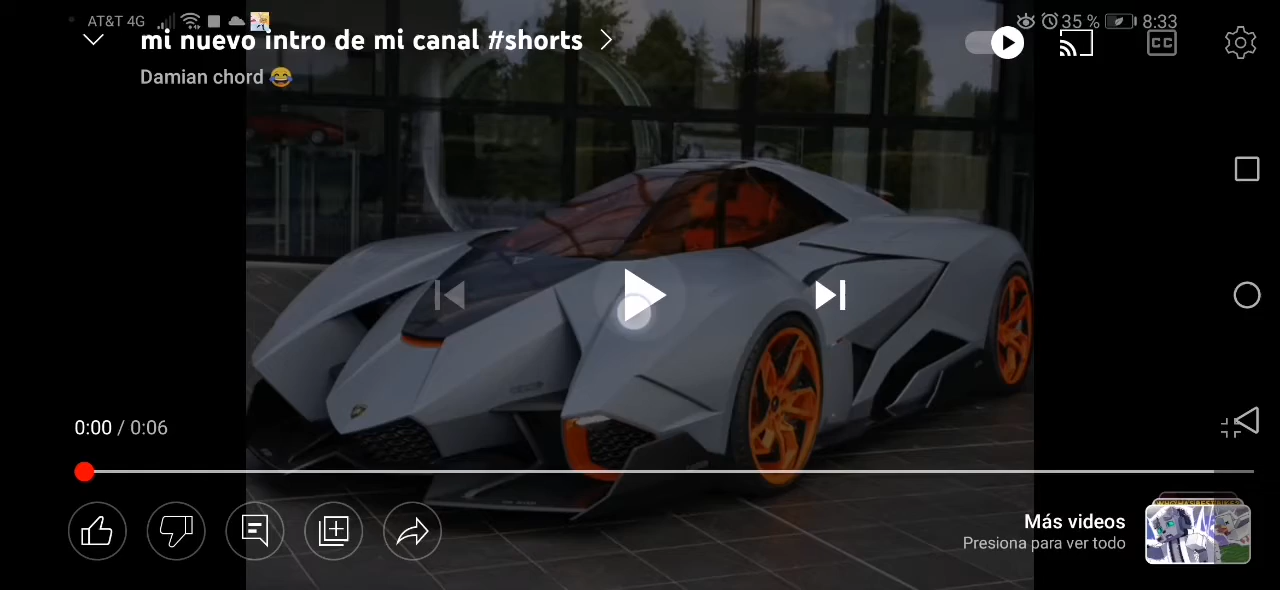 AT&T 4G
35 %
8:33
mi nuevo intro de mi canal #shorts
Damian chord 😂
CC
0:00 / 0:06
Más videos
Presiona para ver todo